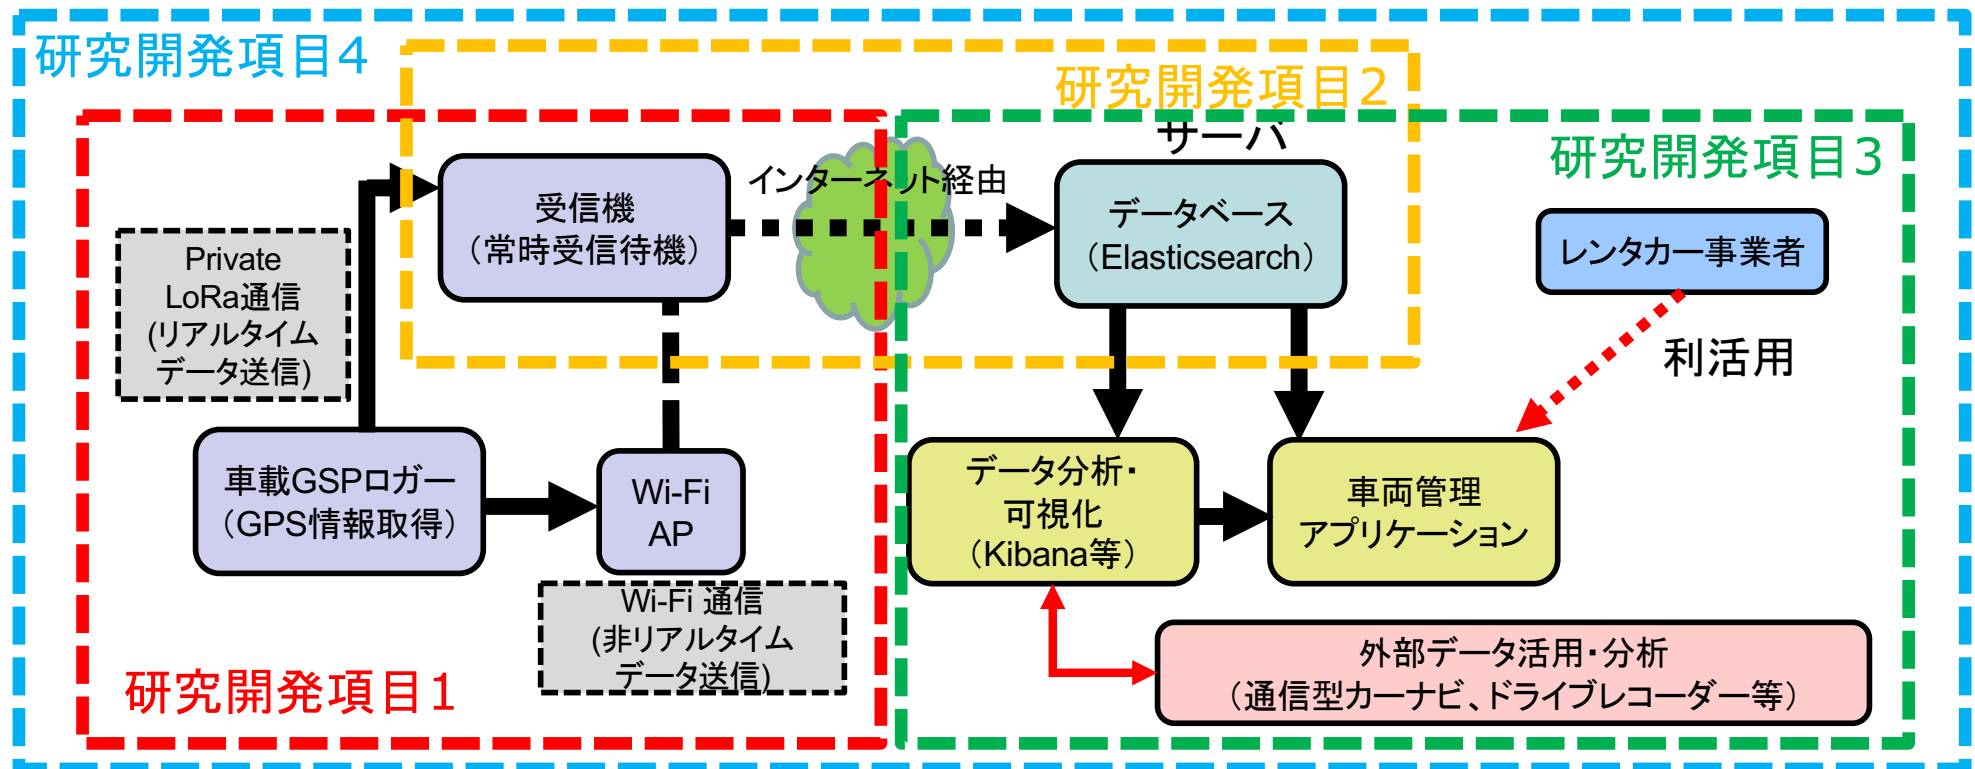 研究開発項目4
研究開発項目2
サーバ
研究開発項目3
インターネット経由
受信機
（常時受信待機）
データベース
（Elasticsearch）
レンタカー事業者
Private
LoRa通信
(リアルタイム
データ送信)
利活用
車載GSPロガー
（GPS情報取得）
Wi-Fi
AP
データ分析・
可視化
（Kibana等）
車両管理
アプリケーション
Wi-Fi 通信
(非リアルタイム
データ送信)
外部データ活用・分析
（通信型カーナビ、ドライブレコーダー等）
研究開発項目1